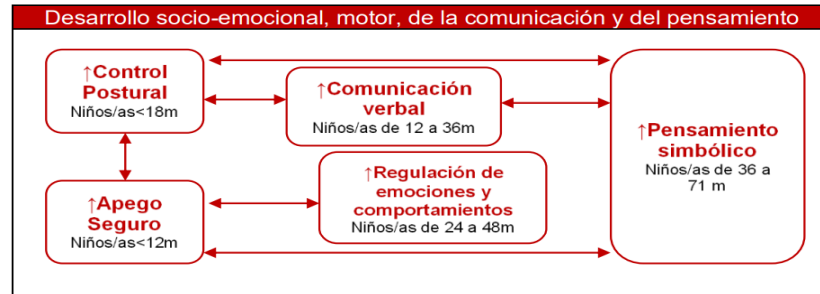 Desarrollo socio-emocional, motor, de la comunicación y del pensamiento
↑Control
Postural
Niños/as<18m
↑Comunicación
verbal
Niños/as de 12 a 36m
↑Pensamiento
simbólico
Niños/as de 36 a
71 m
↑Apego
Seguro
Niños/as<12m
↑Regulación de
emociones y
comportamientos
Niños/as de 24 a 48m